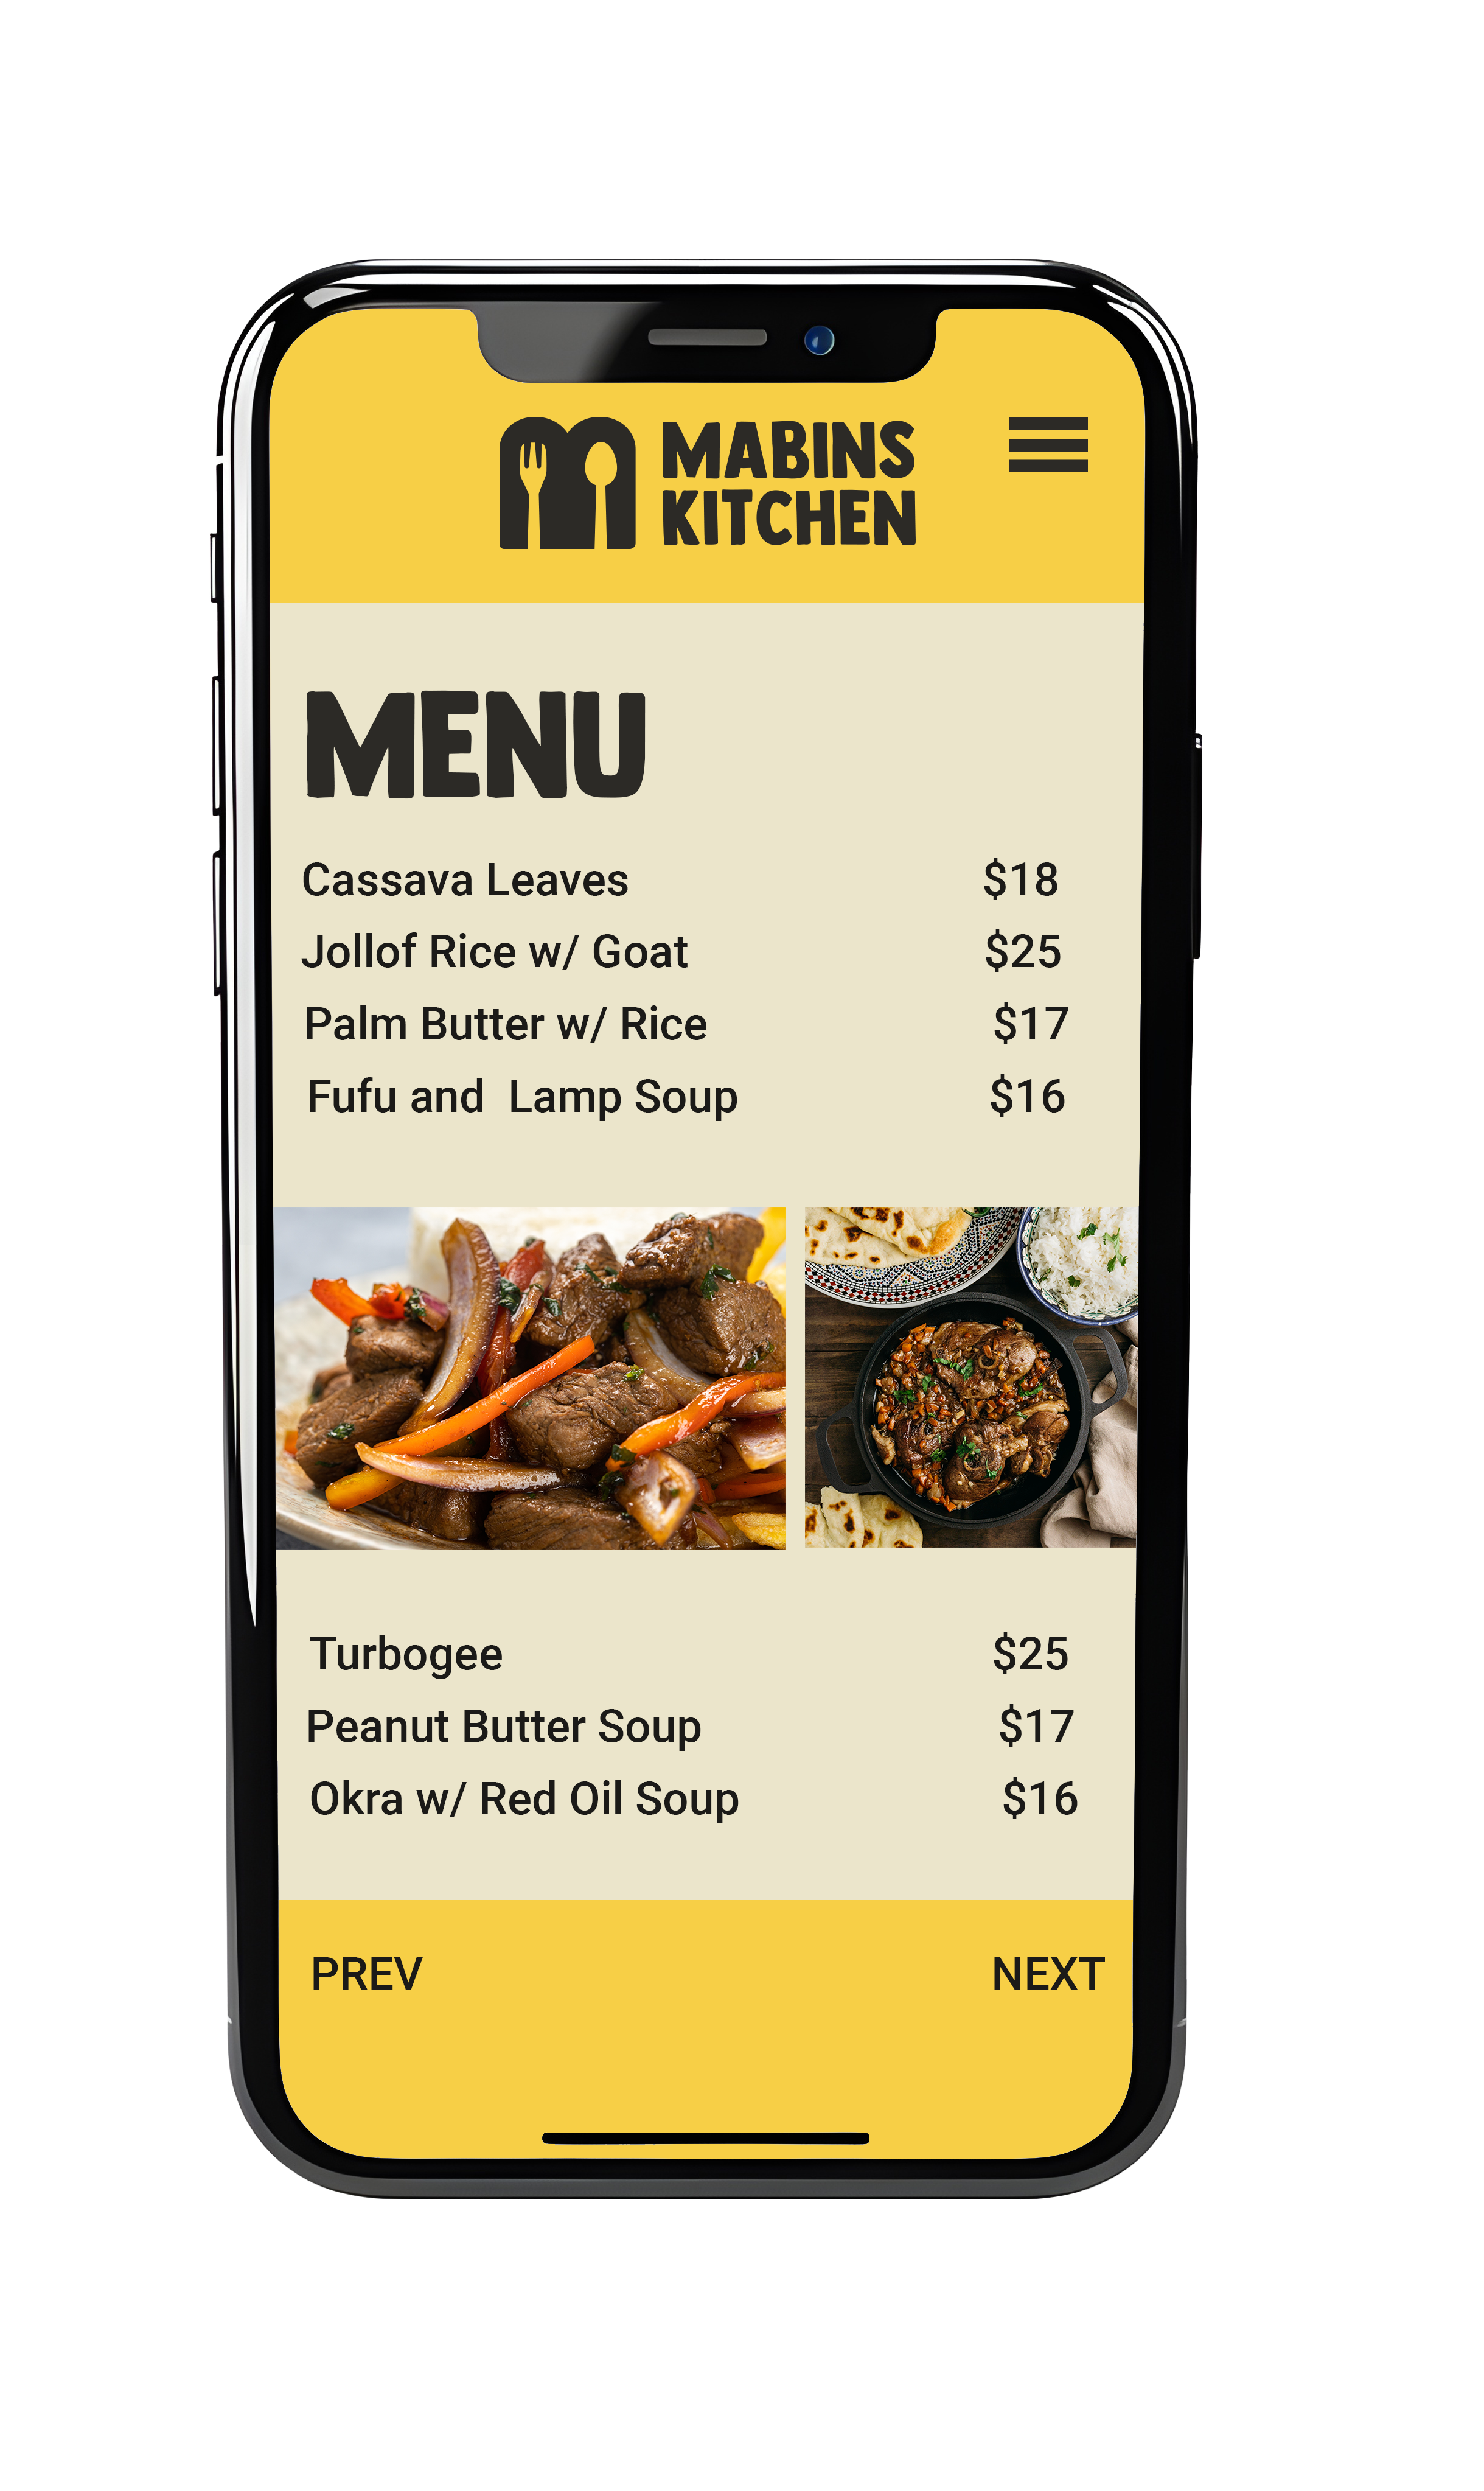 MABINS
KITCHEN
MENU
Cassava Leaves $18
Jollof Rice w/ Goat $25
Palm Butter w/ Rice $17
Fufu and  Lamp Soup $16
Turbogee $25
Peanut Butter Soup $17
Okra w/ Red Oil Soup $16
PREV NEXT